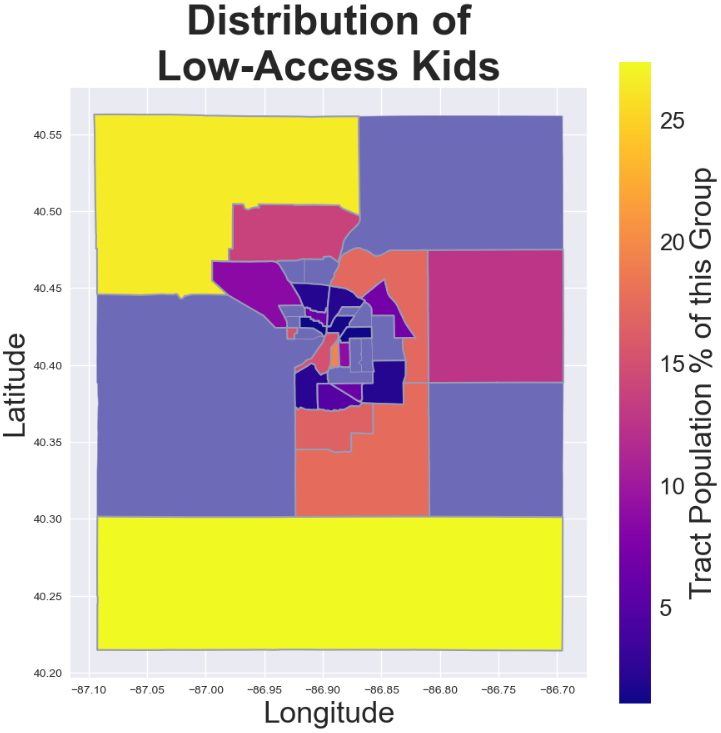 Distribution of
Low-Access Kids
40.55
40.50
40.45
40.40
40.35
40.30
40.25
40.20
Latitude
−87.10 −87.05 −87.00 −86.95 −86.90 −86.85 −86.80 −86.75 −86.70
Longitude
25
20
15
10
5
Tract Population % of this Group